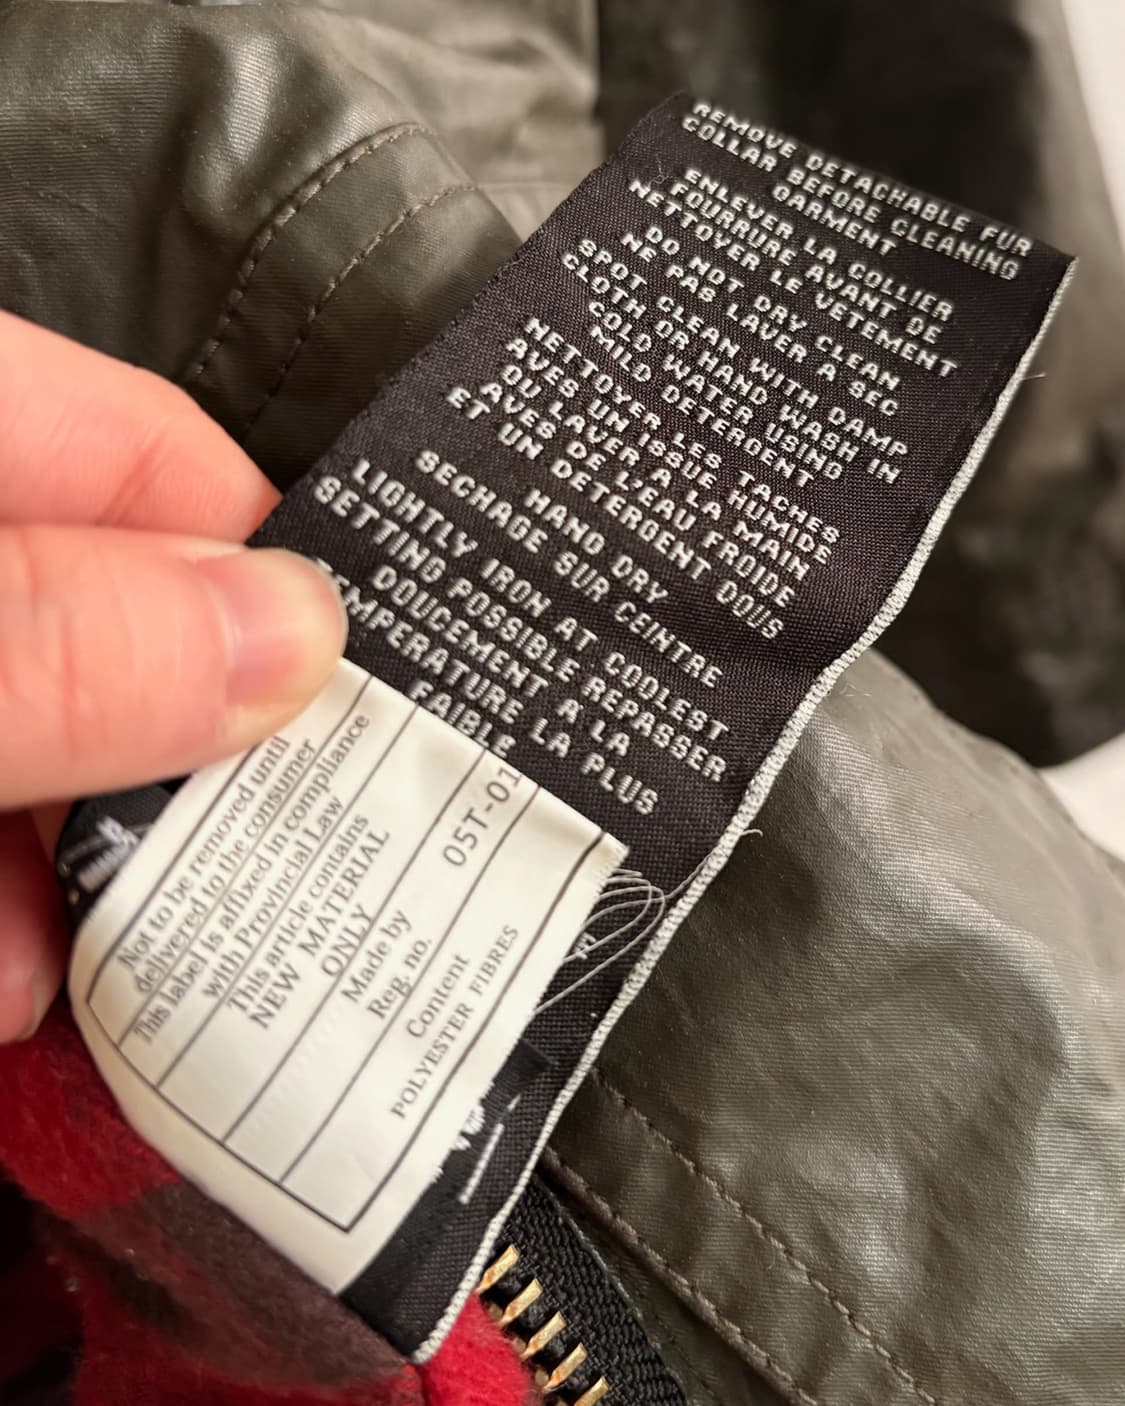 REMOVE DETACHABLE FUR
COLLAR BEFORE CLEANING
GARMENT
ENLEVER LA COLLIER
FOURRURE AVANT DE
NETTOYER LE VETEMENT
DO NOT DRY CLEAN
NE PAS LAVER A SEC
SPOT CLEAN WITH DAMP
CLOTH OR HAND WASH IN
COLD WATER USING
MILD DETERGENT
NETTOYER LES TACHES
AVES UN ISSUE HUMIDE
OU LAVER A LA MAIN
AVES DE L'EAU FROIDE
ET UN DETERGENT DOUS
HAND DRY
SECHAGE SUR CEINTRE
LIGHTLY IRON AT COOLEST
SETTING POSSIBLE REPASSER
DOUCEMENT A LA
TEMPERATURE LA PLUS
FAIBLE
Not to be removed until
delivered to the consumer
This label is affixed in compliance
with Provincial Law
This article contains
NEW MATERIAL
ONLY
Made by
Reg. no. 05T-01
Content
POLYESTER FIBRES